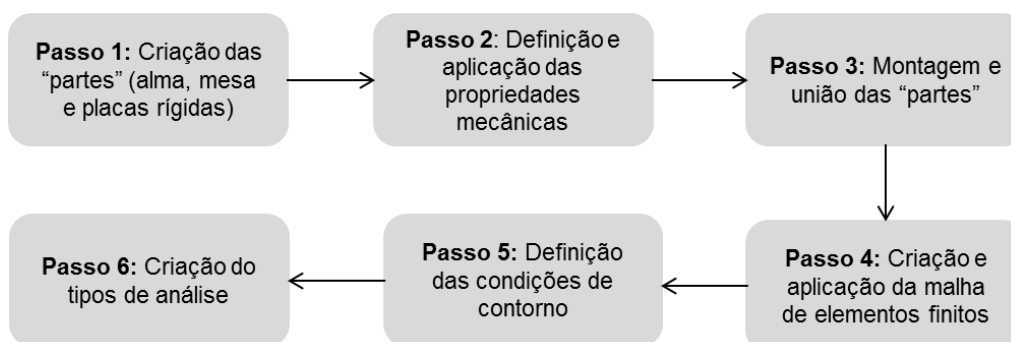 Passo 1: Criação das
“partes” (alma, mesa
e placas rígidas)
Passo 2: Definição e
aplicação das
propriedades
mecânicas
Passo 3: Montagem e
união das “partes”
Passo 4: Criação e
aplicação da malha
de elementos finitos
Passo 5: Definição
das condições de
contorno
Passo 6: Criação do
tipos de análise